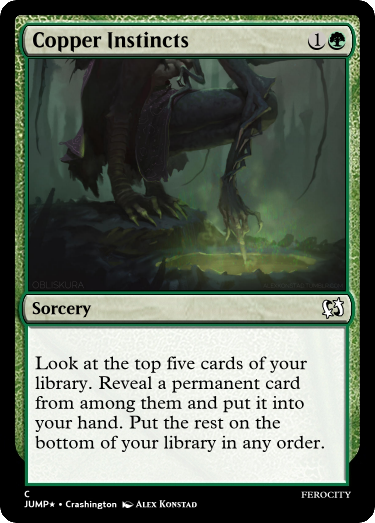 Copper Instincts 1
OBLISKURA
Sorcery
Look at the top five cards of your
library. Reveal a permanent card
from among them and put it into
your hand. Put the rest on the
bottom of your library in any order.
C
JUMP★ • Crashington ALEX KONSTAD
FEROCITY